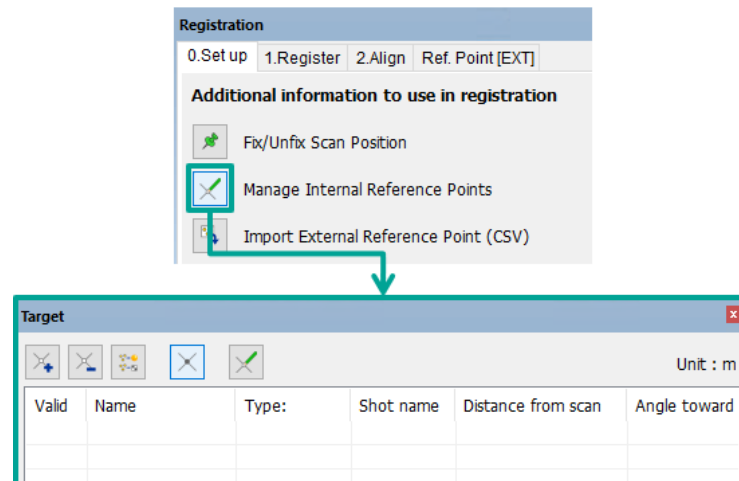 Registration
0.Set up 1.Register 2.Align Ref. Point [EXT]
Additional information to use in registration
Fix/Unfix Scan Position
Manage Internal Reference Points
Import External Reference Point (CSV)
Target
Unit : m
Valid Name Type: Shot name Distance from scan Angle toward